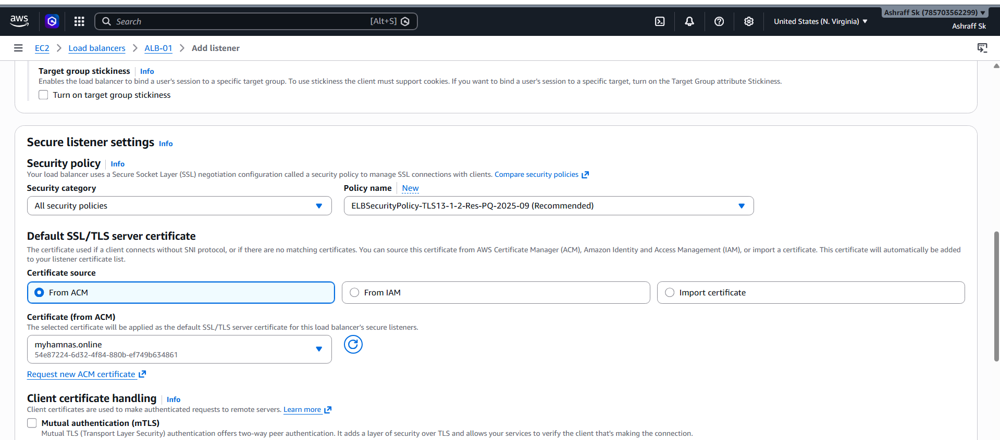 aws
Search [Alt+S]
United States (N. Virginia)
Ashraff Sk (785703562299)
Ashraff Sk
EC2 > Load balancers > ALB-01 > Add listener
Target group stickiness | Info
Enables the load balancer to bind a user's session to a specific target group. To use stickiness the client must support cookies. If you want to bind a user's session to a specific target, turn on the Target Group attribute Stickiness.
Turn on target group stickiness
Secure listener settings Info
Security policy | Info
Your load balancer uses a Secure Socket Layer (SSL) negotiation configuration called a security policy to manage SSL connections with clients. Compare security policies
Security category
Policy name | New
All security policies
ELBSecurityPolicy-TLS13-1-2-Res-PQ-2025-09 (Recommended)
Default SSL/TLS server certificate
The certificate used if a client connects without SNI protocol, or if there are no matching certificates. You can source this certificate from AWS Certificate Manager (ACM), Amazon Identity and Access Management (IAM), or import a certificate. This certificate will automatically be added
to your listener certificate list.
Certificate source
From ACM
From IAM
Import certificate
Certificate (from ACM)
The selected certificate will be applied as the default SSL/TLS server certificate for this load balancer's secure listeners.
myhamnas.online
54e87224-6d32-4f84-880b-ef749b634861
Request new ACM certificate
Client certificate handling | Info
Client certificates are used to make authenticated requests to remote servers. Learn more
Mutual authentication (mTLS)
Mutual TLS (Transport Layer Security) authentication offers two-way peer authentication. It adds a layer of security over TLS and allows your services to verify the client that's making the connection.